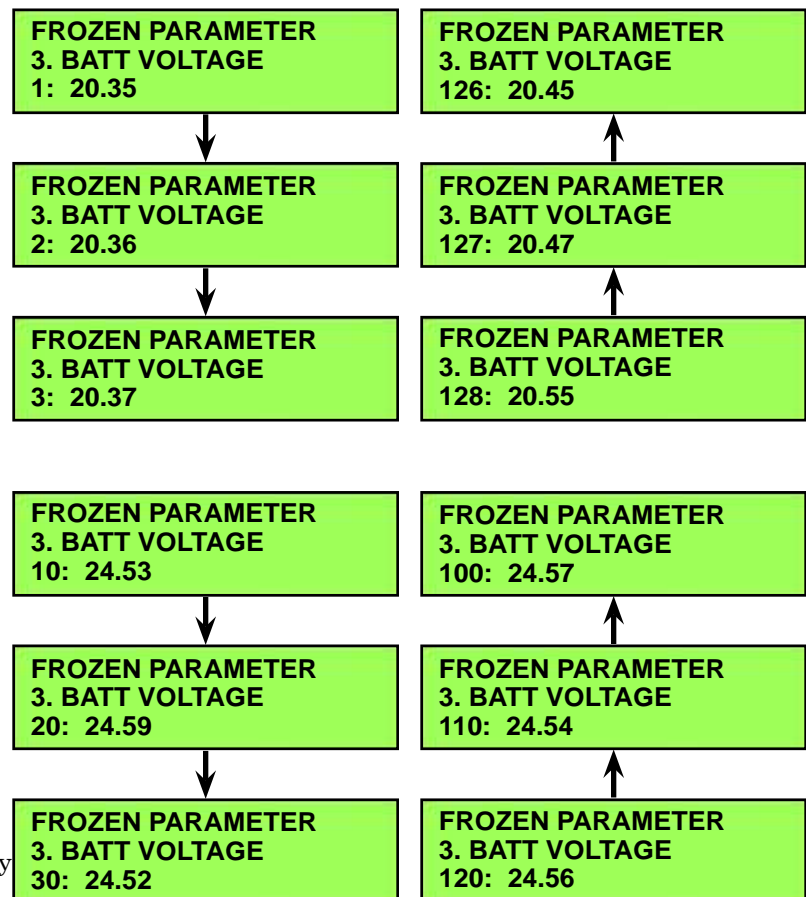 FROZEN PARAMETER
3. BATT VOLTAGE
1: 20.35
FROZEN PARAMETER
3. BATT VOLTAGE
2: 20.36
FROZEN PARAMETER
3. BATT VOLTAGE
3: 20.37
FROZEN PARAMETER
3. BATT VOLTAGE
126: 20.45
FROZEN PARAMETER
3. BATT VOLTAGE
127: 20.47
FROZEN PARAMETER
3. BATT VOLTAGE
128: 20.55
FROZEN PARAMETER
3. BATT VOLTAGE
10: 24.53
FROZEN PARAMETER
3. BATT VOLTAGE
20: 24.59
FROZEN PARAMETER
3. BATT VOLTAGE
30: 24.52
FROZEN PARAMETER
3. BATT VOLTAGE
100: 24.57
FROZEN PARAMETER
3. BATT VOLTAGE
110: 24.54
FROZEN PARAMETER
3. BATT VOLTAGE
120: 24.56
y